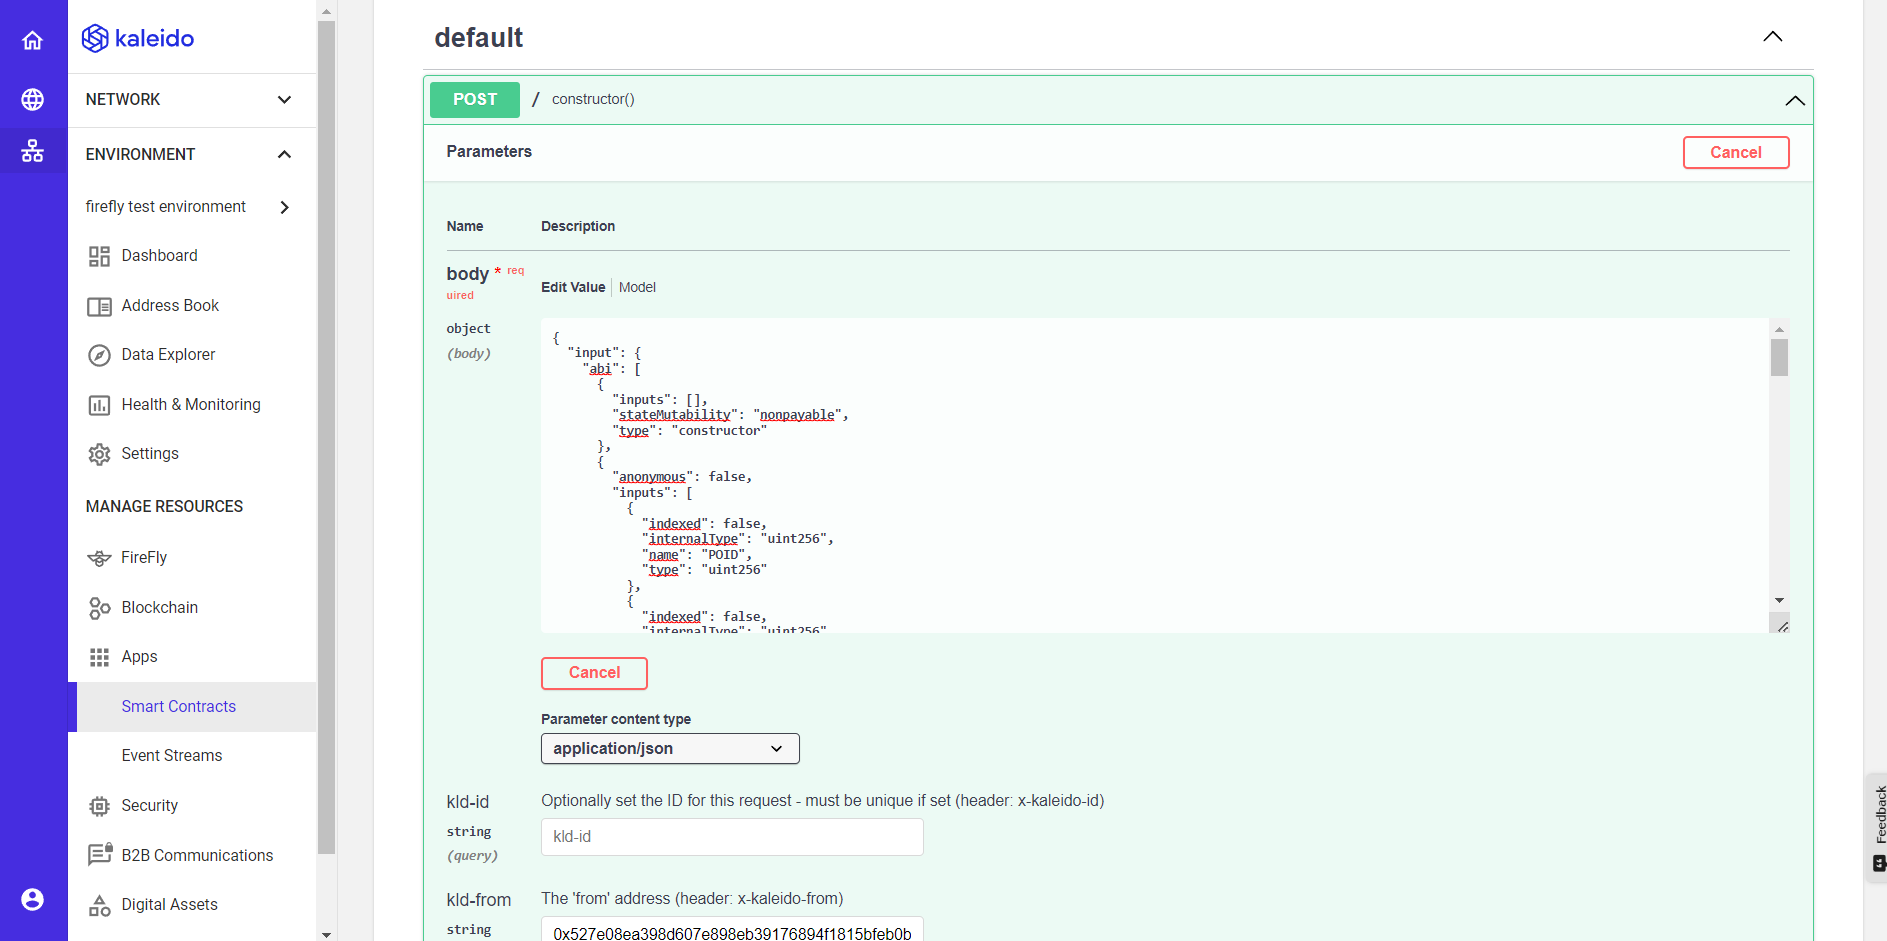 kaleido
NETWORK
ENVIRONMENT
firefly test environment
Dashboard
Address Book
Data Explorer
Health & Monitoring
Settings
MANAGE RESOURCES
FireFly
Blockchain
Apps
Smart Contracts
Event Streams
Security
B2B Communications
Digital Assets
default
POST / constructor()
Parameters
Cancel
Name Description
body * req
uired
object
(body)
Edit Value Model
{
"input": {
"abi": [
{
"inputs": [],
"stateMutability": "nonpayable",
"type": "constructor"
},
{
"anonymous": false,
"inputs": [
{
"indexed": false,
"internalType": "uint256",
"name": "POID",
"type": "uint256"
},
{
"indexed": false,
"internalType": "uint256"
Cancel
Parameter content type
application/json
kld-id
string
(query)
Optionally set the ID for this request - must be unique if set (header: x-kaleido-id)
kld-id
kld-from
string
The 'from' address (header: x-kaleido-from)
0x527e08ea398d607e898eb39176894f1815bfeb0b
Feedback